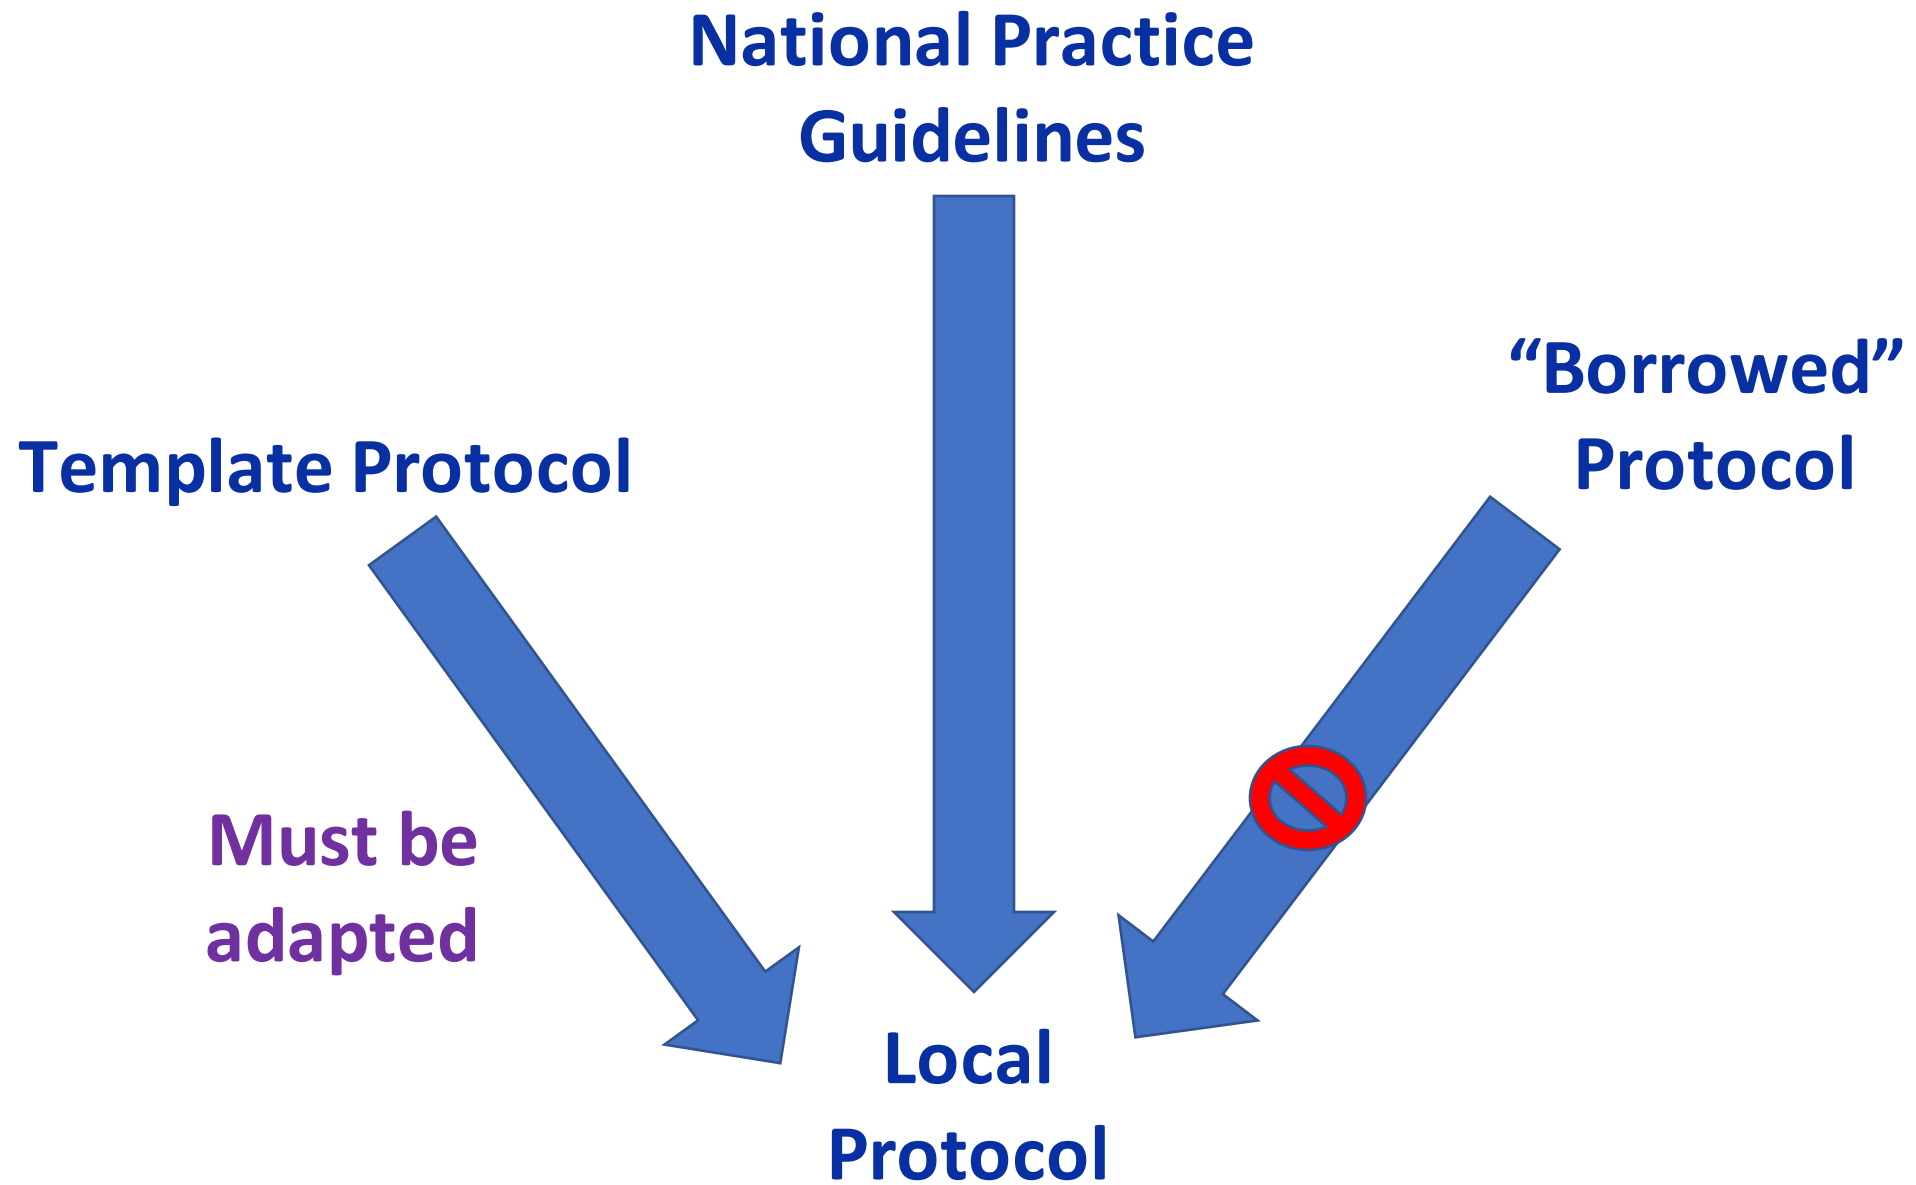 National Practice
Guidelines
“Borrowed”
Protocol
Template Protocol
Must be
adapted
Local
Protocol